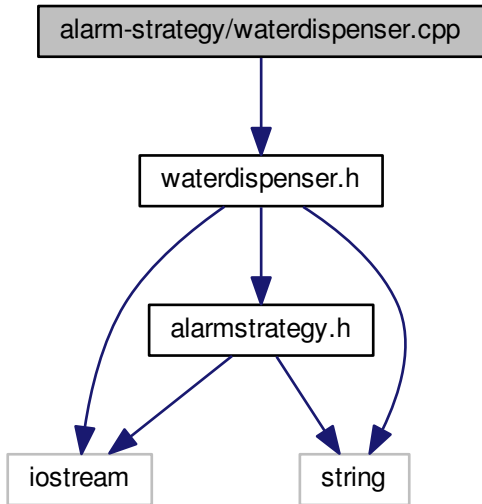 alarm-strategy/waterdispenser.cpp
waterdispenser.h
alarmstrategy.h
iostream
string